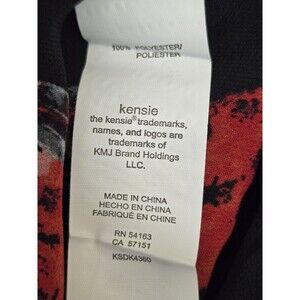 100% POLYESTER/
POLIESTER
kensie
the kensie® trademarks,
names, and logos are
trademarks of
KMJ Brand Holdings
LLC.
MADE IN CHINA
HECHO EN CHINA
FABRIQUÉ EN CHINE
RN 54163
CA 57151
KSDK4360